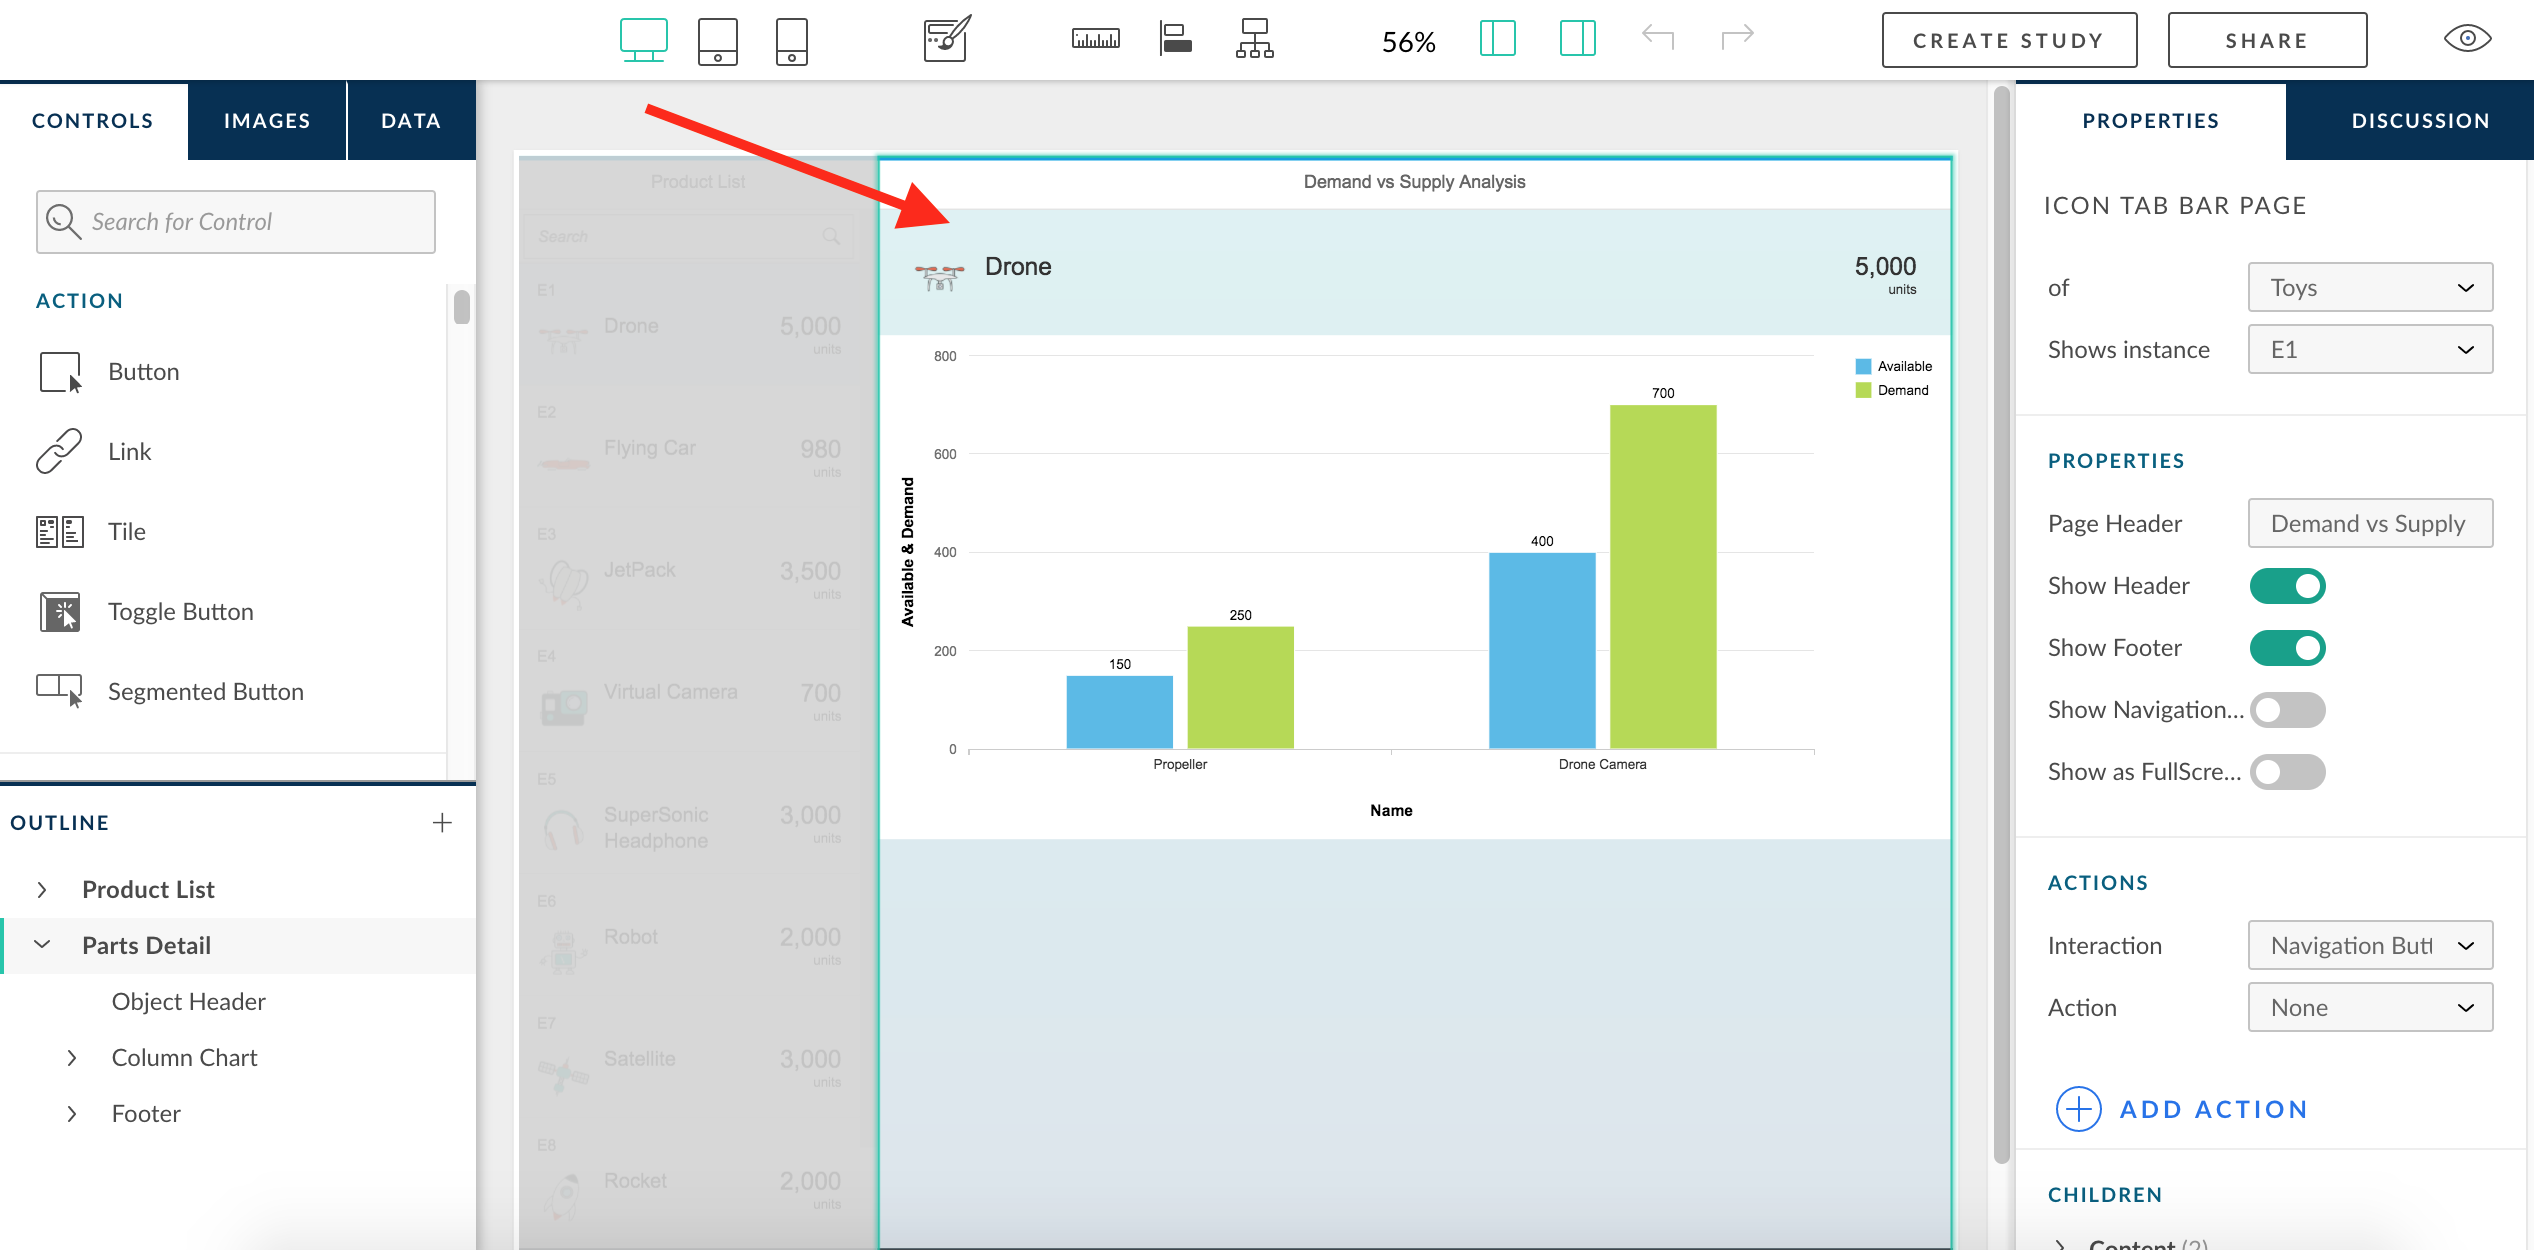 56%
CREATE STUDY
SHARE
CONTROLS
IMAGES
DATA
Search for Control
ACTION
Button
Link
Tile
Toggle Button
Segmented Button
OUTLINE
Product List
Parts Detail
Object Header
Column Chart
Footer
Product List
Search
E1
Drone 5,000
units
E2
Flying Car 980
units
E3
JetPack 3,500
units
E4
Virtual Camera 700
units
E5
SuperSonic 3,000
Headphone units
E6
Robot 2,000
units
E7
Satellite 3,000
units
E8
Rocket 2,000
units
Demand vs Supply Analysis
Drone 5,000
units
800
600
400
200
0
Available & Demand
150
250
400
700
Propeller
Drone Camera
Name
Available
Demand
PROPERTIES
DISCUSSION
ICON TAB BAR PAGE
of Toys
Shows instance E1
PROPERTIES
Page Header Demand vs Supply
Show Header
Show Footer
Show Navigation...
Show as FullScre...
ACTIONS
Interaction Navigation Butt
Action None
ADD ACTION
CHILDREN
Content (2)